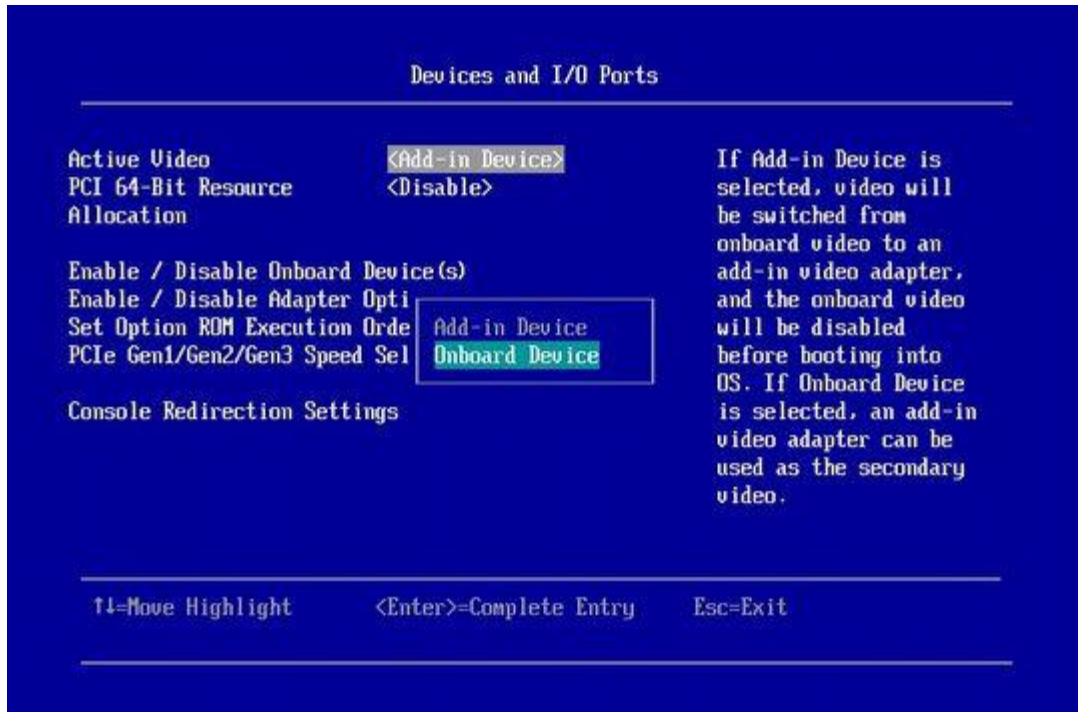 Devices and I/O Ports
Active Video <Add-in Device>
PCI 64-Bit Resource <Disable>
Allocation
Enable / Disable Onboard Device(s)
Enable / Disable Adapter Opti
Set Option ROM Execution Orde
PCIe Gen1/Gen2/Gen3 Speed Sel
Console Redirection Settings
Add-in Device
Onboard Device
If Add-in Device is
selected, video will
be switched from
onboard video to an
add-in video adapter,
and the onboard video
will be disabled
before booting into
OS. If Onboard Device
is selected, an add-in
video adapter can be
used as the secondary
video.
↑↓=Move Highlight <Enter>=Complete Entry Esc=Exit